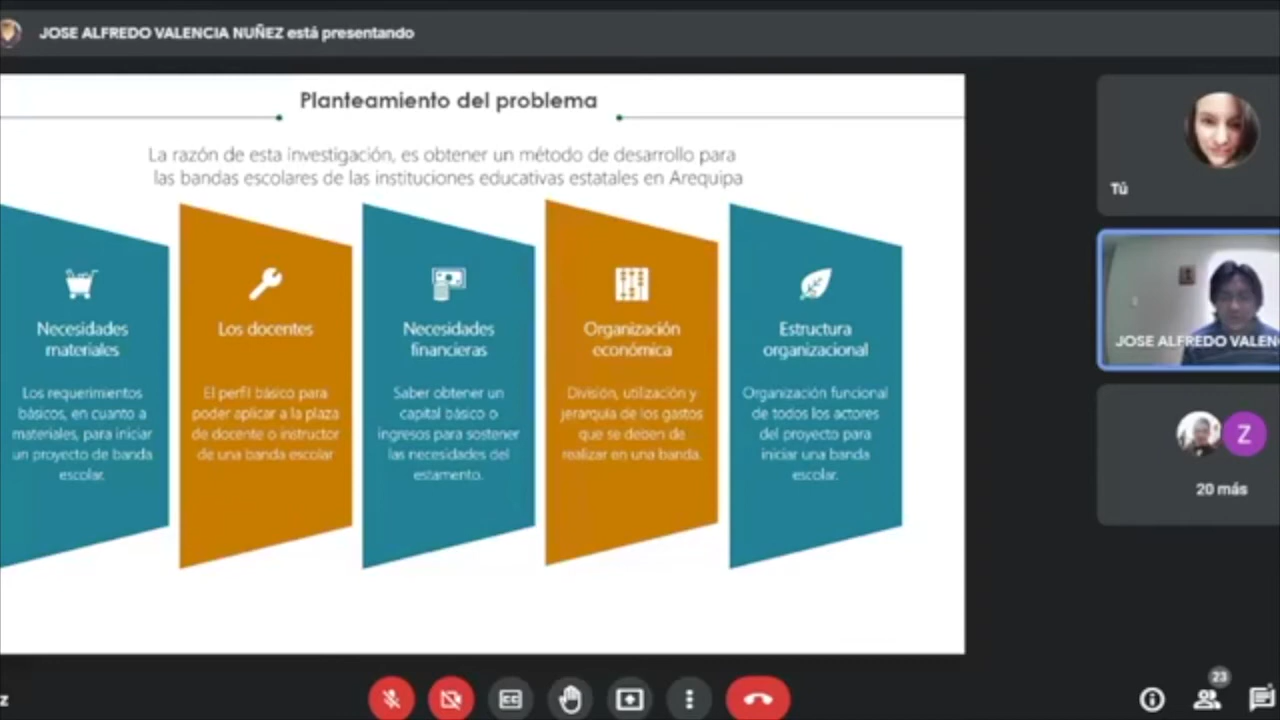 JOSE ALFREDO VALENCIA NUÑEZ está presentando
Planteamiento del problema
La razón de esta investigación, es obtener un método de desarrollo para
las bandas escolares de las instituciones educativas estatales en Arequipa
Necesidades
materiales
Los requerimientos
básicos, en cuanto a
materiales, para iniciar
un proyecto de banda
escolar.
Los docentes
El perfil básico para
poder aplicar a la plaza
de docente o instructor
de una banda escolar
Necesidades
financieras
Saber obtener un
capital básico o
ingresos para sostener
las necesidades del
estamento.
Organización
económica
División, utilización y
jerarquía de los gastos
que se deben de
realizar en una banda.
Estructura
organizacional
Organización funcional
de todos los actores
del proyecto para
iniciar una banda
escolar.
Tú
JOSE ALFREDO VALEN
Z
20 más
z
CC
23